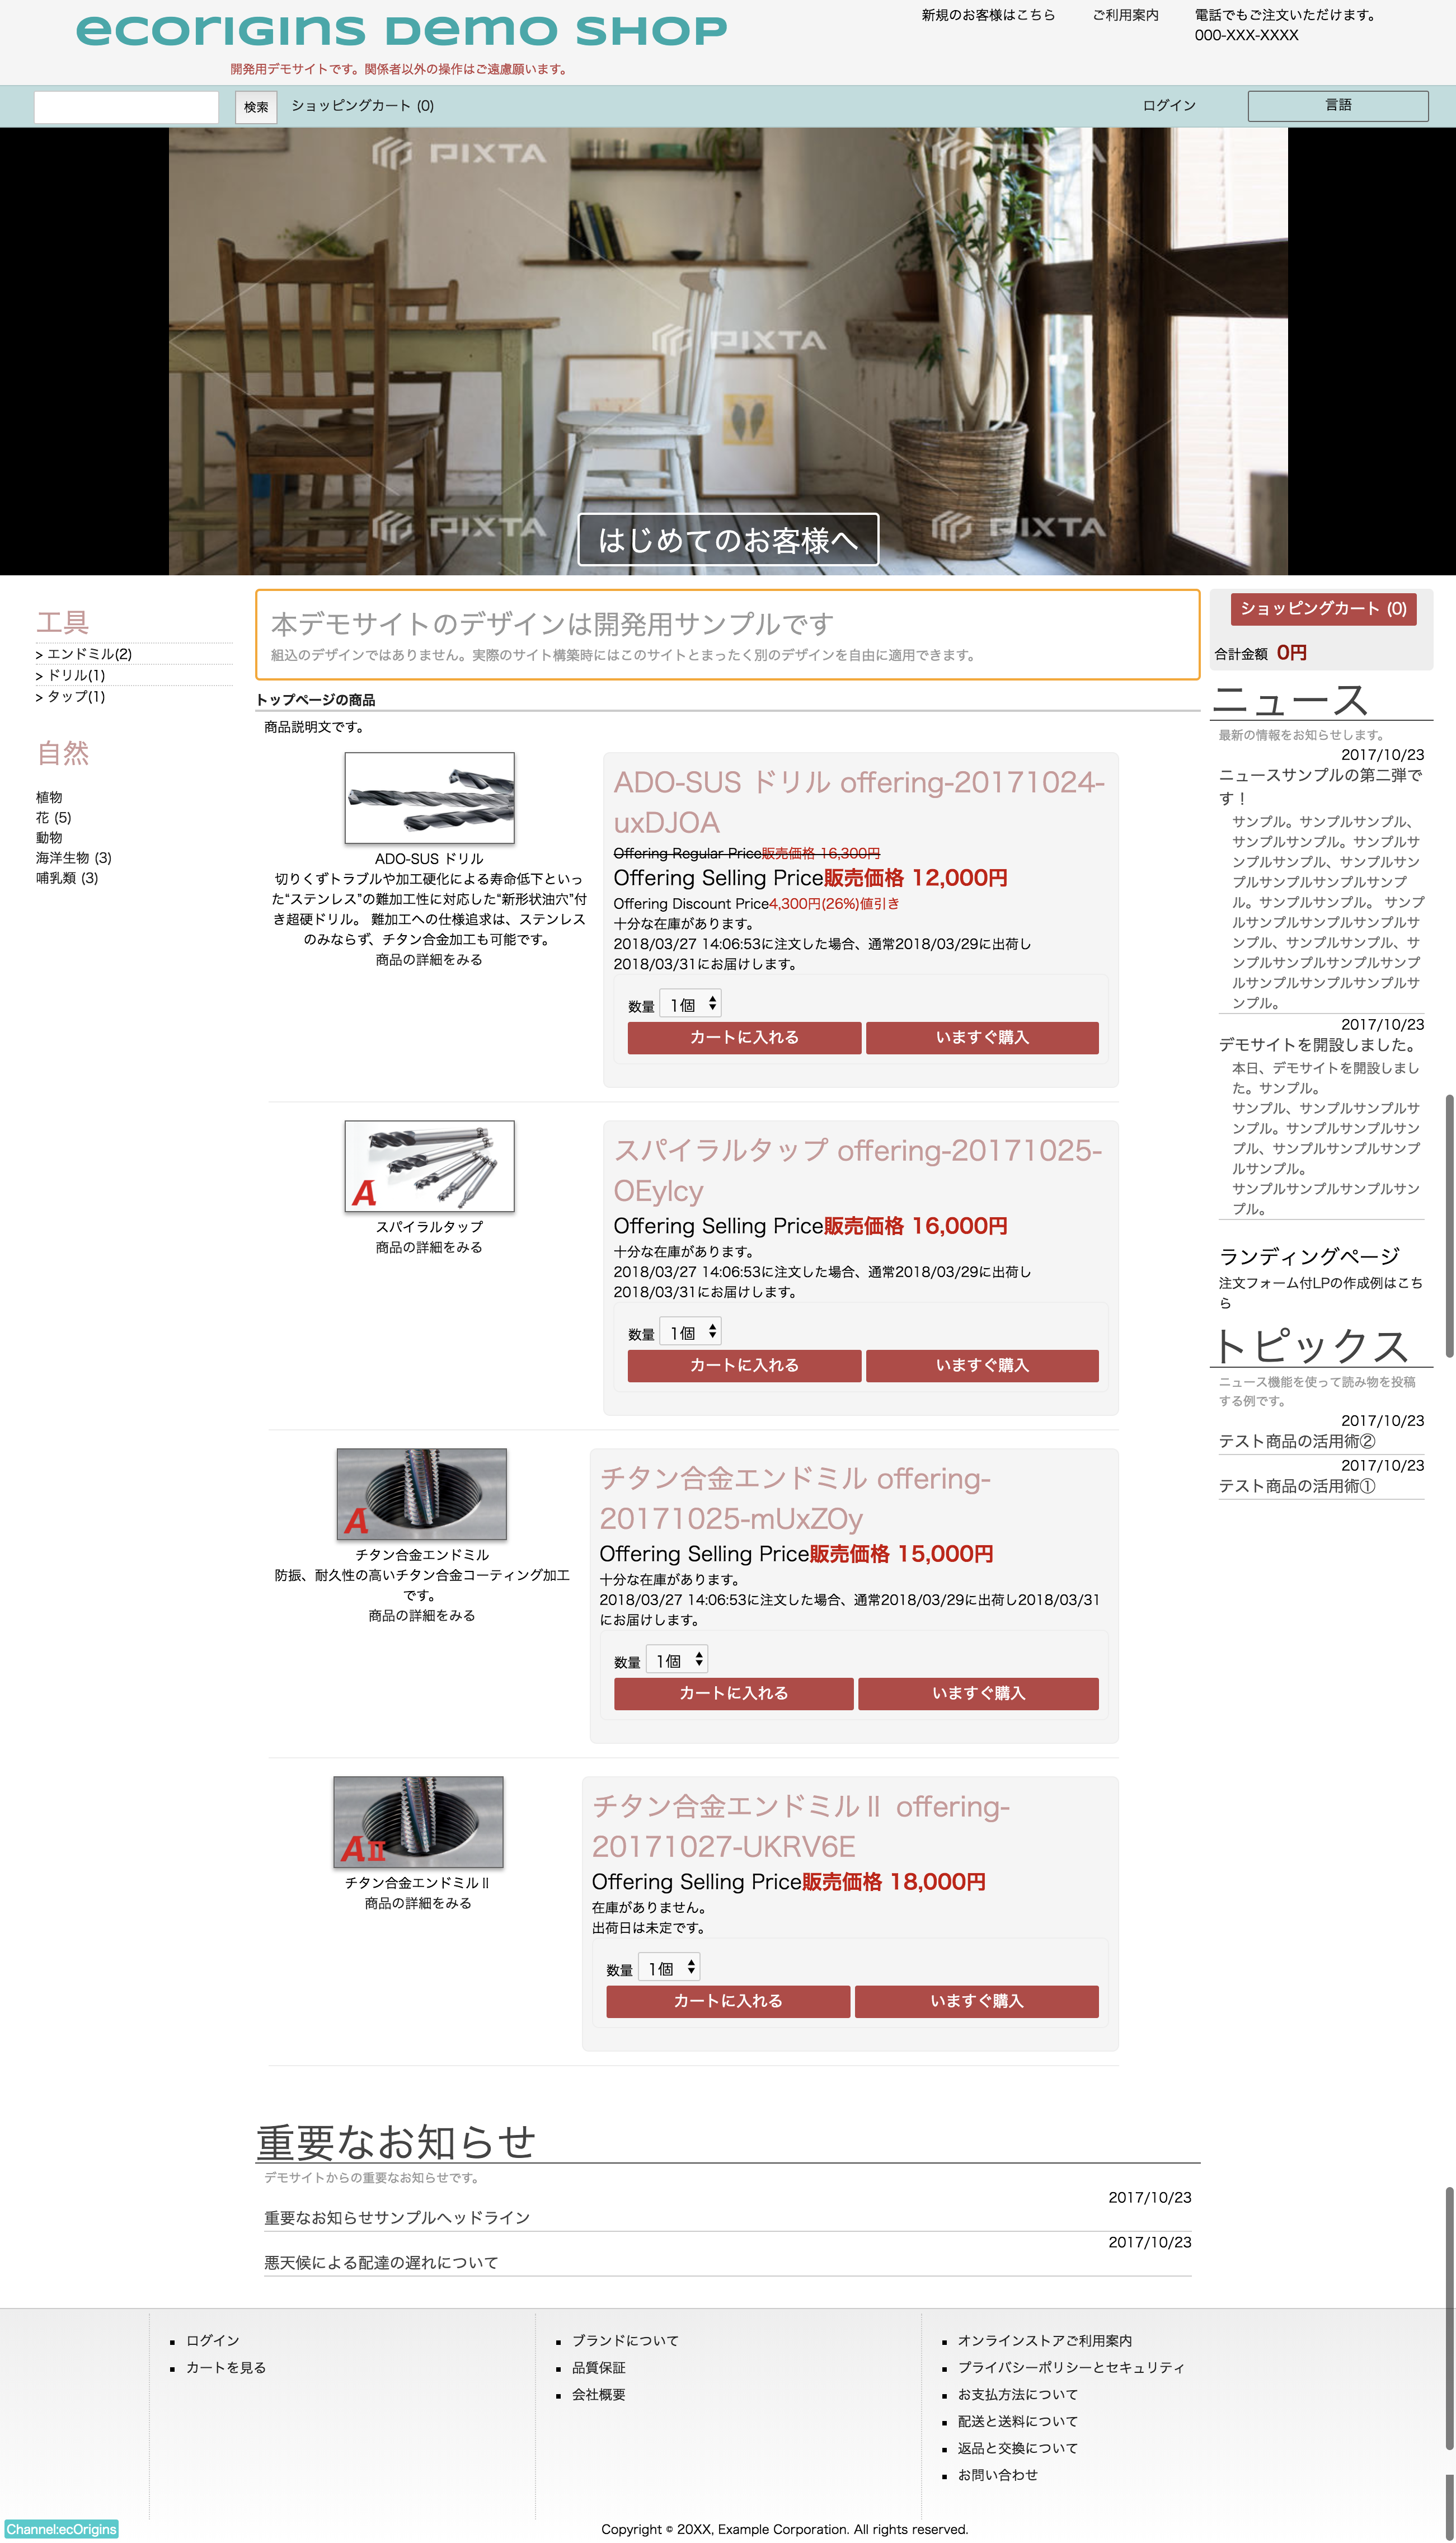 ecorigins Demo SHOP
新規のお客様はこちら
ご利用案内
電話でもご注文いただけます。
000-XXX-XXXX
開発用デモサイトです。関係者以外の操作はご遠慮願います。
検索
ショッピングカート (0)
ログイン
言語
PIXTA
PIXTA
PIXTA
PIXTA
PIXTA
はじめてのお客様へ
工具
> エンドミル(2)
> ドリル(1)
> タップ(1)
自然
植物
花 (5)
動物
海洋生物 (3)
哺乳類 (3)
本デモサイトのデザインは開発用サンプルです
組込のデザインではありません。実際のサイト構築時にはこのサイトとまったく別のデザインを自由に適用できます。
トップページの商品
商品説明文です。
ADO-SUS ドリル
切りくずトラブルや加工硬化による寿命低下といっ
た“ステンレス”の難加工性に対応した“新形状油穴”付
き超硬ドリル。 難加工への仕様追求は、ステンレス
のみならず、チタン合金加工も可能です。
商品の詳細をみる
ADO-SUS ドリル offering-20171024-
uxDJOA
Offering Regular Price販売価格 16,300円
Offering Selling Price販売価格 12,000円
Offering Discount Price4,300円(26%)値引き
十分な在庫があります。
2018/03/27 14:06:53に注文した場合、通常2018/03/29に出荷し
2018/03/31にお届けします。
数量 1個
カートに入れる
いますぐ購入
A
スパイラルタップ
商品の詳細をみる
スパイラルタップ offering-20171025-
OEylcy
Offering Selling Price販売価格 16,000円
十分な在庫があります。
2018/03/27 14:06:53に注文した場合、通常2018/03/29に出荷し
2018/03/31にお届けします。
数量 1個
カートに入れる
いますぐ購入
A
チタン合金エンドミル
防振、耐久性の高いチタン合金コーティング加工
です。
商品の詳細をみる
チタン合金エンドミル offering-
20171025-mUxZOy
Offering Selling Price販売価格 15,000円
十分な在庫があります。
2018/03/27 14:06:53に注文した場合、通常2018/03/29に出荷し2018/03/31
にお届けします。
数量 1個
カートに入れる
いますぐ購入
AⅡ
チタン合金エンドミルⅡ
商品の詳細をみる
チタン合金エンドミルⅡ offering-
20171027-UKRV6E
Offering Selling Price販売価格 18,000円
在庫がありません。
出荷日は未定です。
数量 1個
カートに入れる
いますぐ購入
重要なお知らせ
デモサイトからの重要なお知らせです。
2017/10/23
重要なお知らせサンプルヘッドライン
2017/10/23
悪天候による配達の遅れについて
ショッピングカート (0)
合計金額 0円
ニュース
最新の情報をお知らせします。
2017/10/23
ニュースサンプルの第二弾で
す！
サンプル。サンプルサンプル、
サンプルサンプル。サンプルサ
ンプルサンプル、サンプルサン
プルサンプルサンプルサンプ
ル。サンプルサンプル。 サンプ
ルサンプルサンプルサンプルサ
ンプル、サンプルサンプル、サ
ンプルサンプルサンプルサンプ
ルサンプルサンプルサンプルサ
ンプル。
2017/10/23
デモサイトを開設しました。
本日、デモサイトを開設しまし
た。サンプル。
サンプル、サンプルサンプルサ
ンプル。サンプルサンプルサン
プル、サンプルサンプルサンプ
ルサンプル。
サンプルサンプルサンプルサン
プル。
ランディングページ
注文フォーム付LPの作成例はこち
ら
トピックス
ニュース機能を使って読み物を投稿
する例です。
2017/10/23
テスト商品の活用術②
2017/10/23
テスト商品の活用術①
ログイン
カートを見る
ブランドについて
品質保証
会社概要
オンラインストアご利用案内
プライバシーポリシーとセキュリティ
お支払方法について
配送と送料について
返品と交換について
お問い合わせ
Channel:ecOrigins
Copyright © 20XX, Example Corporation. All rights reserved.